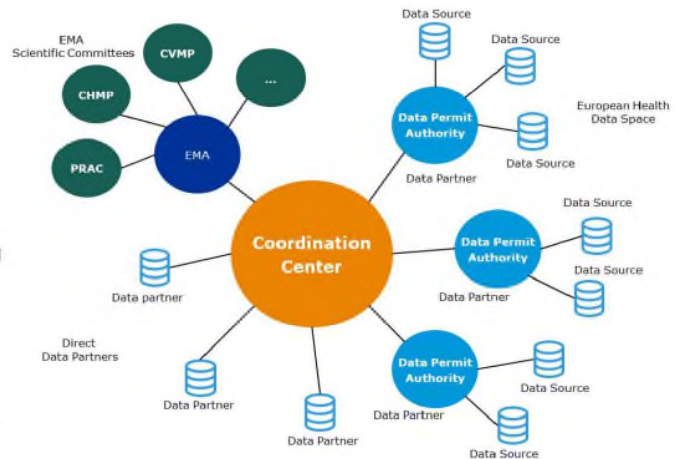 EMA
Scientific Committees
CVMP
...
CHMP
PRAC
EMA
Data Source
Data Source
Data Permit
Authority
European Health
Data Space
Data Source
Data Partner
Coordination
Center
Data Source
Data Permit
Authority
Data Source
Data Partner
Data partner
Direct
Data Partners
Data Partner
Data Partner
Data Permit
Authority
Data Source
Data Partner
Data Source